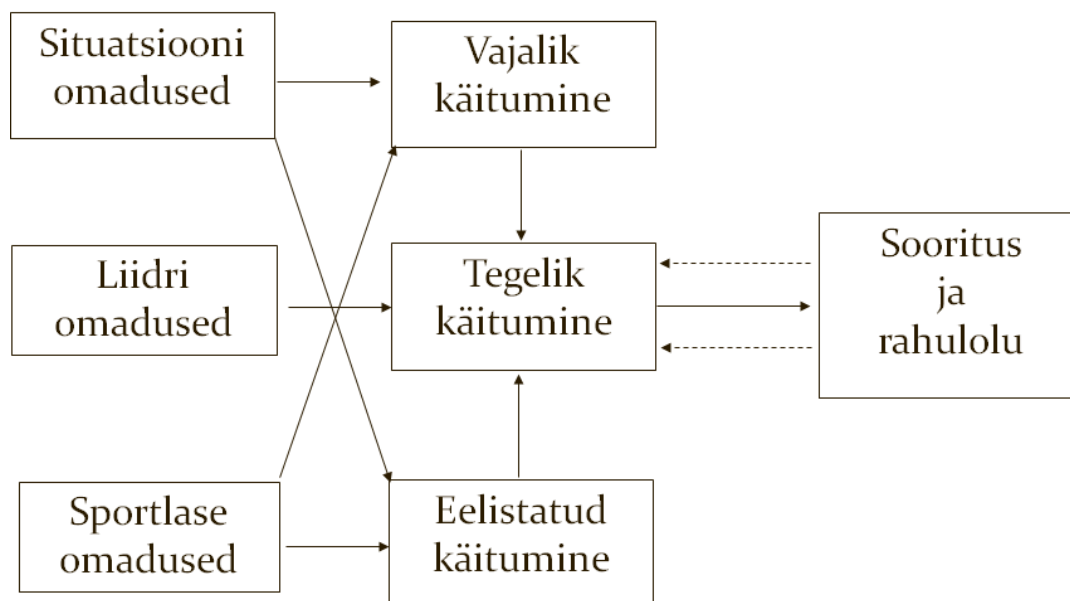 Situatsiooni
omadused
Vajalik
käitumine
Liidri
omadused
Tegelik
käitumine
Sooritus
ja
rahulolu
Sportlase
omadused
Eelistatud
käitumine